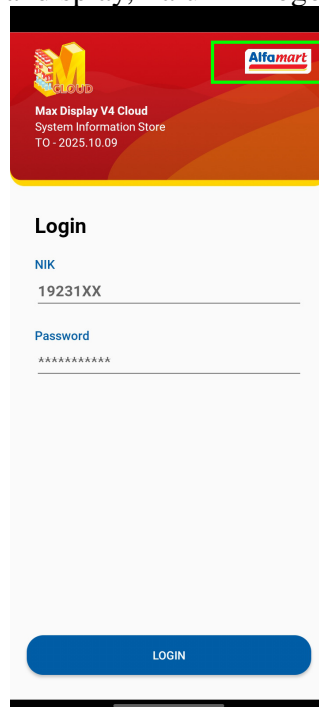 Alfamart
M
CLOUD
Max Display V4 Cloud
System Information Store
TO - 2025.10.09
Login
NIK
19231XX
Password
***********
LOGIN